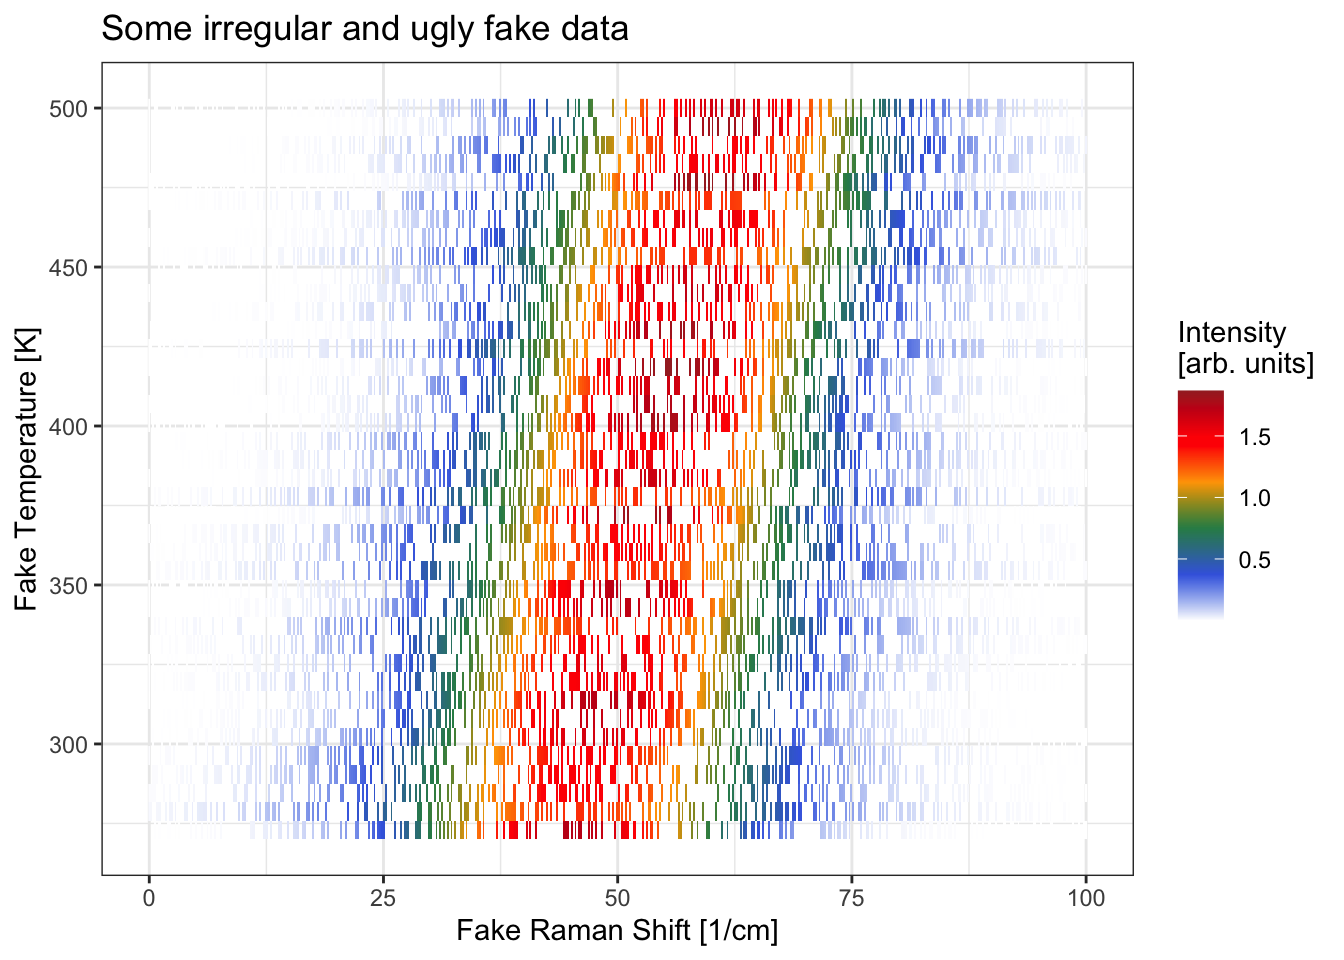 Some irregular and ugly fake data
500
450
400
350
300
Fake Temperature [K]
0
25
50
75
100
Fake Raman Shift [1/cm]
Intensity
[arb. units]
1.5
1.0
0.5